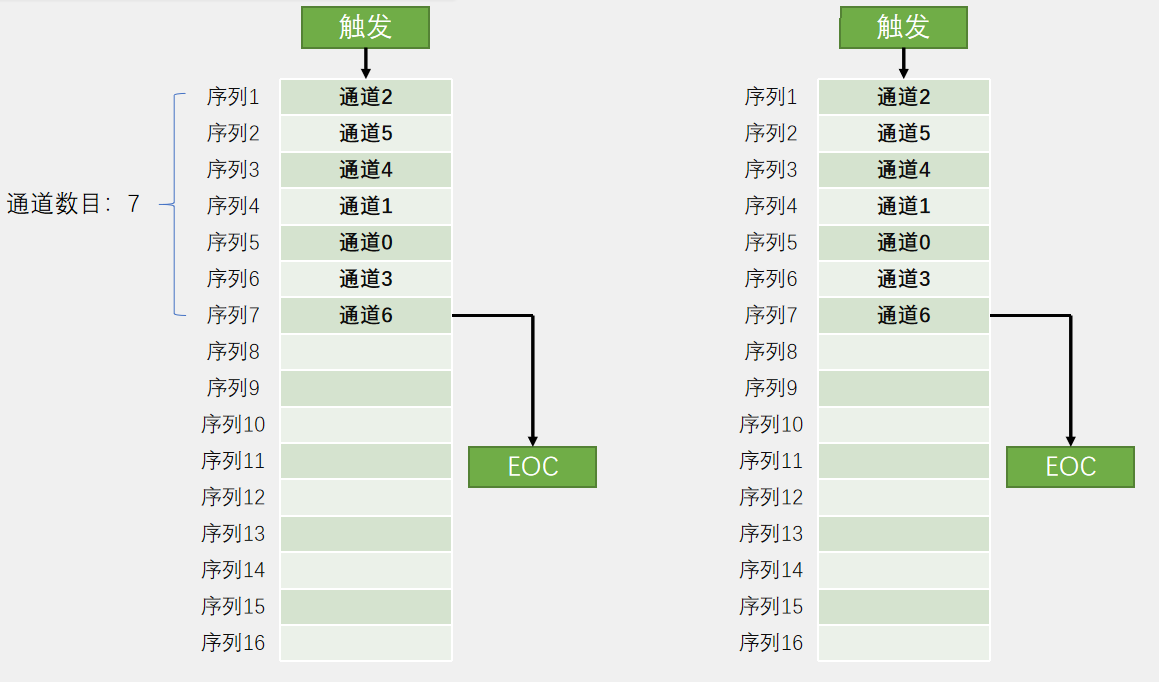 触发 触发
序列1 通道2 序列1 通道2
序列2 通道5 序列2 通道5
序列3 通道4 序列3 通道4
通道数目：7 序列4 通道1 序列4 通道1
序列5 通道0 序列5 通道0
序列6 通道3 序列6 通道3
序列7 通道6 序列7 通道6
序列8 序列8
序列9 序列9
序列10 序列10
序列11 EOC 序列11 EOC
序列12 序列12
序列13 序列13
序列14 序列14
序列15 序列15
序列16 序列16